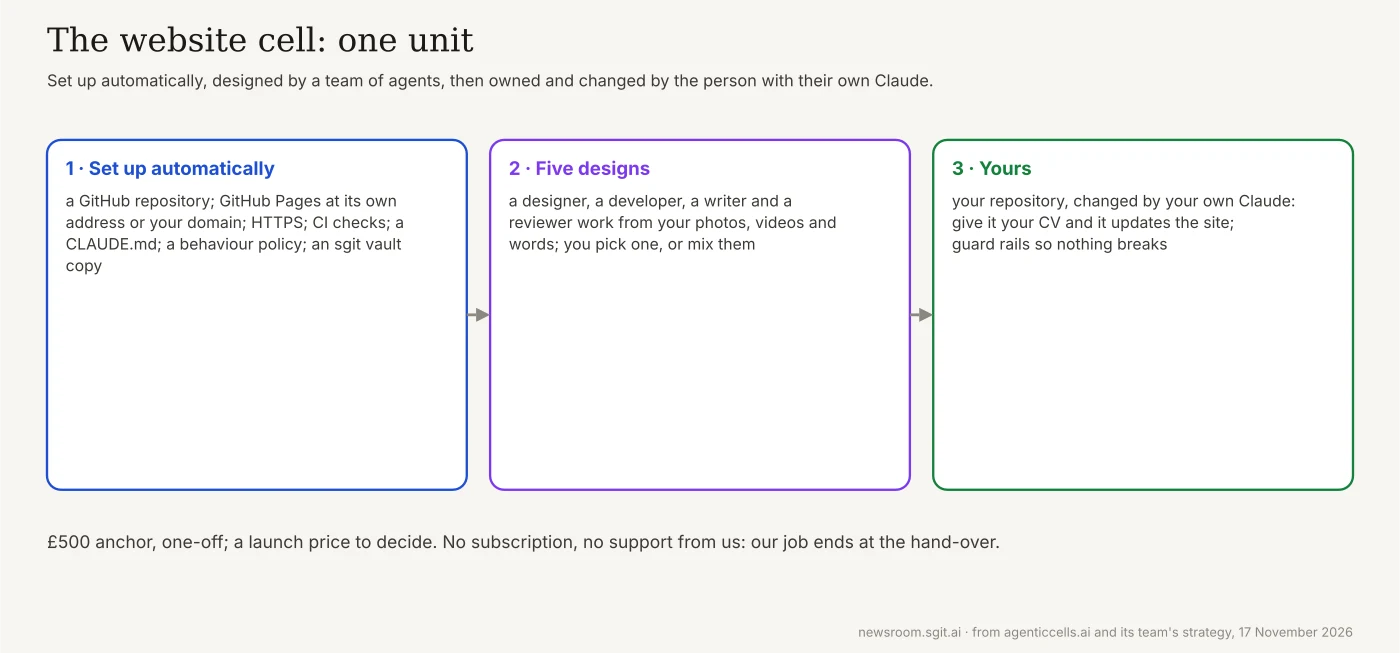 The website cell: one unit
Set up automatically, designed by a team of agents, then owned and changed by the person with their own Claude.
1 · Set up automatically
a GitHub repository; GitHub Pages at its own
address or your domain; HTTPS; CI checks; a
CLAUDE.md; a behaviour policy; an sgit vault
copy
2 · Five designs
a designer, a developer, a writer and a
reviewer work from your photos, videos and
words; you pick one, or mix them
3 · Yours
your repository, changed by your own Claude:
give it your CV and it updates the site;
guard rails so nothing breaks
£500 anchor, one-off; a launch price to decide. No subscription, no support from us: our job ends at the hand-over.
newsroom.sgit.ai · from agenticcells.ai and its team's strategy, 17 November 2026